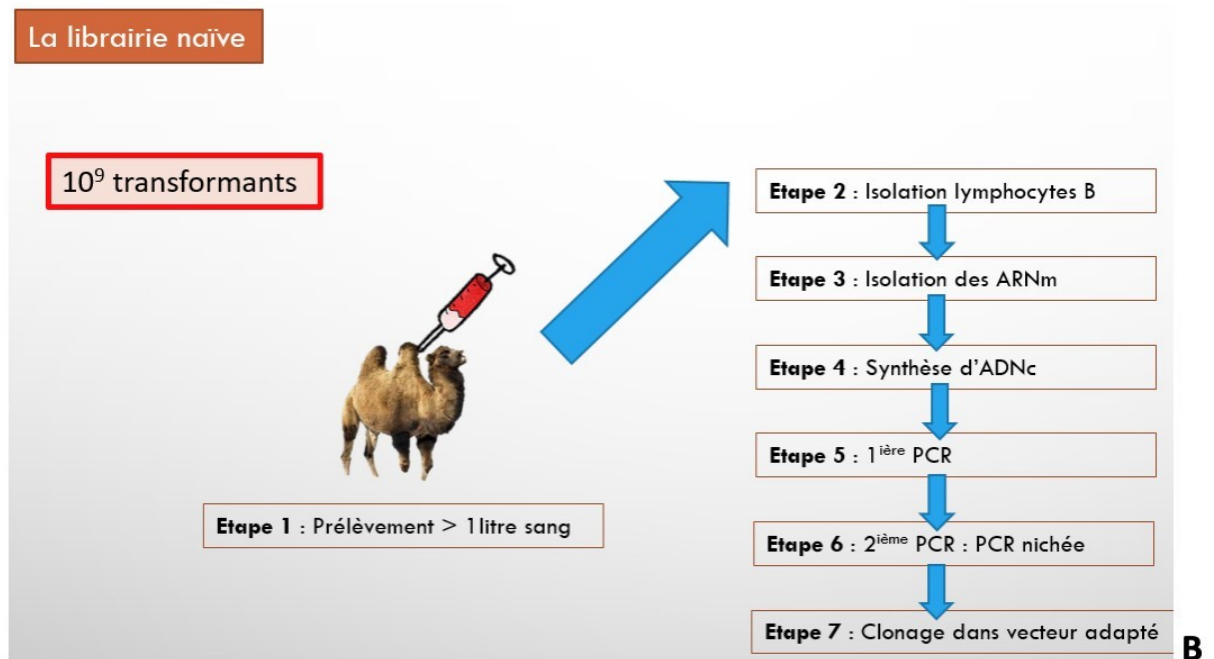 La librairie naïve
10⁹ transformants
Etape 1 : Prélèvement > 1litre sang
Etape 2 : Isolation lymphocytes B
Etape 3 : Isolation des ARNm
Etape 4 : Synthèse d'ADNc
Etape 5 : 1ière PCR
Etape 6 : 2ième PCR : PCR nichée
Etape 7 : Clonage dans vecteur adapté
B